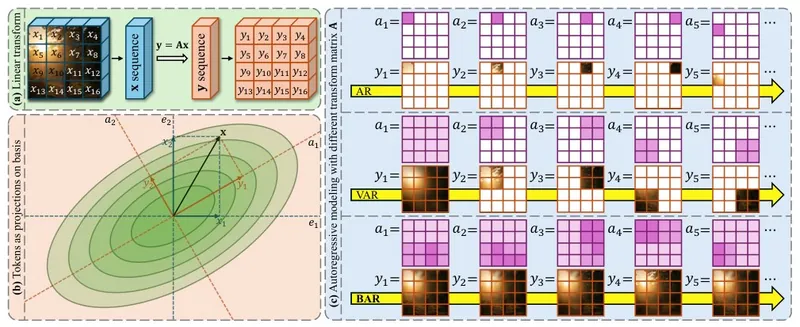 (a) Linear transform
x₁ x₂ x₃ x₄
x₅ x₆ x₇ x₈
x₉ x₁₀ x₁₁ x₁₂
x₁₃ x₁₄ x₁₅ x₁₆
x sequence
y = Ax
y sequence
y₁ y₂ y₃ y₄
y₅ y₆ y₇ y₈
y₉ y₁₀ y₁₁ y₁₂
y₁₃ y₁₄ y₁₅ y₁₆
(b) Tokens as projections on basis
a₂
e₂
x
a₁
x₂
y₂
y₁
x₁
e₁
(c) Autoregressive modeling with different transform matrix A
a₁= a₂= a₃= a₄= a₅= ...
y₁= y₂= y₃= y₄= y₅= ...
AR
a₁= a₂= a₃= a₄= a₅= ...
y₁= y₂= y₃= y₄= y₅= ...
VAR
a₁= a₂= a₃= a₄= a₅= ...
y₁= y₂= y₃= y₄= y₅= ...
BAR